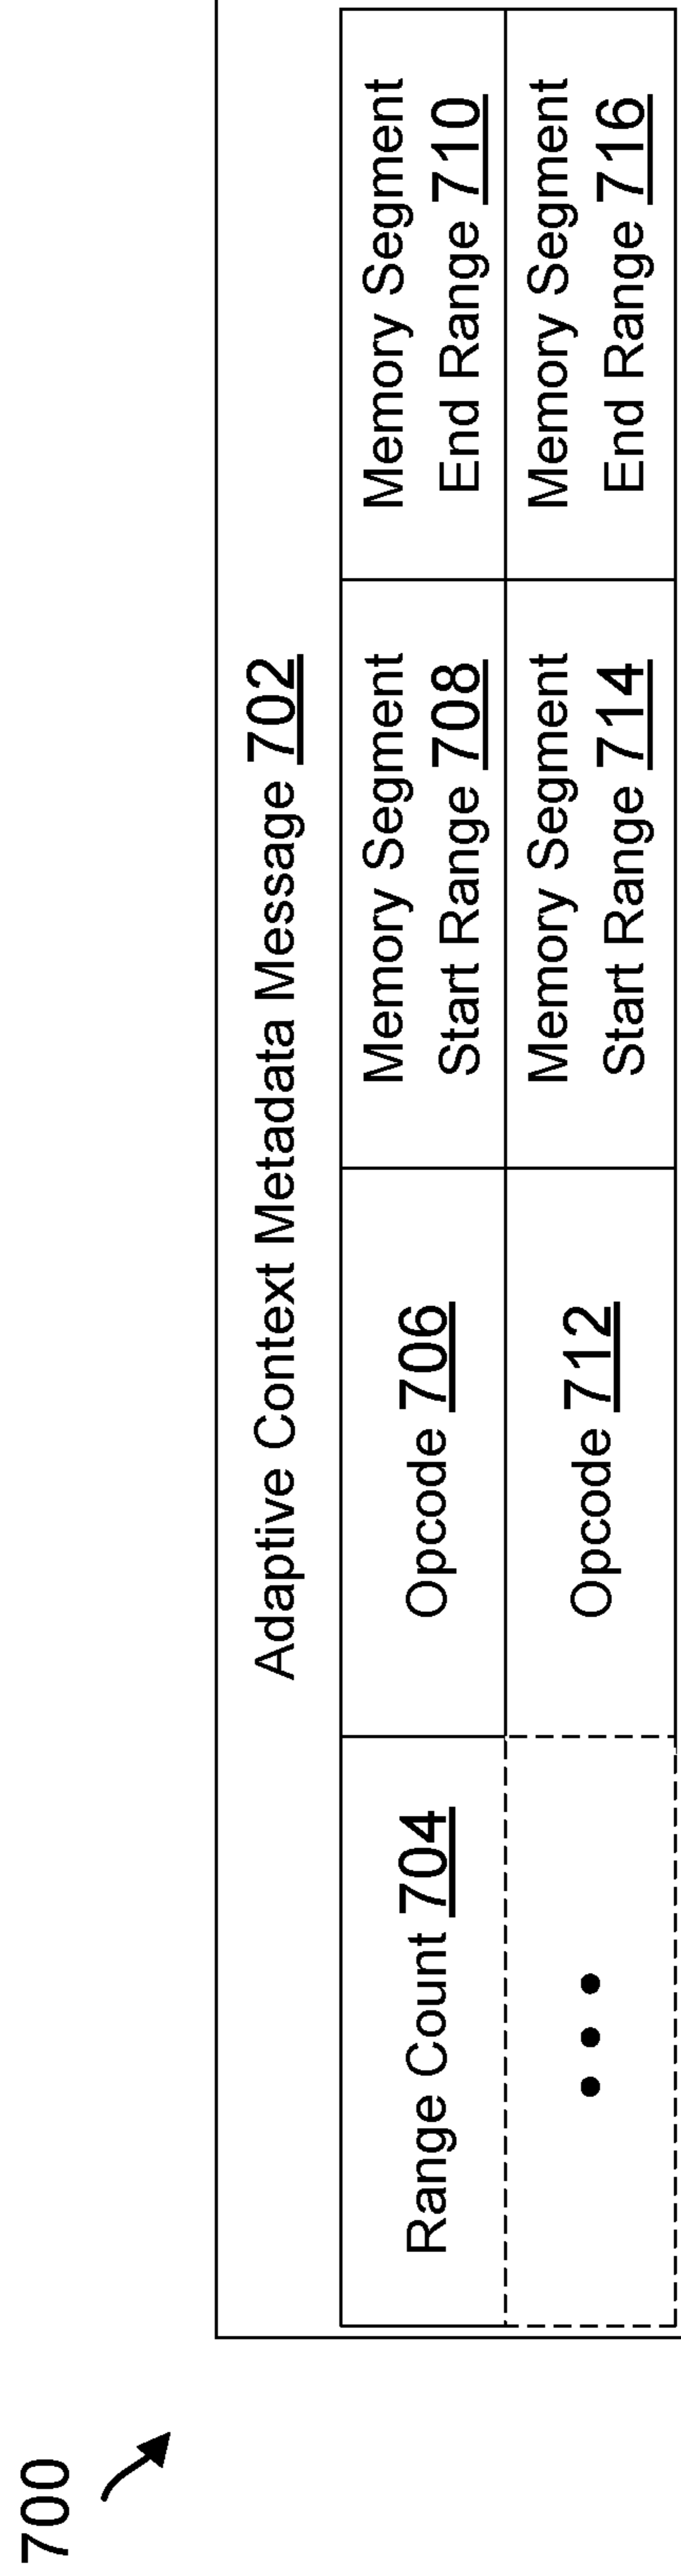 700
Adaptive Context Metadata Message 702
Range Count 704
Opcode 706
Memory Segment
Start Range 708
Memory Segment
End Range 710
• • •
Opcode 712
Memory Segment
Start Range 714
Memory Segment
End Range 716